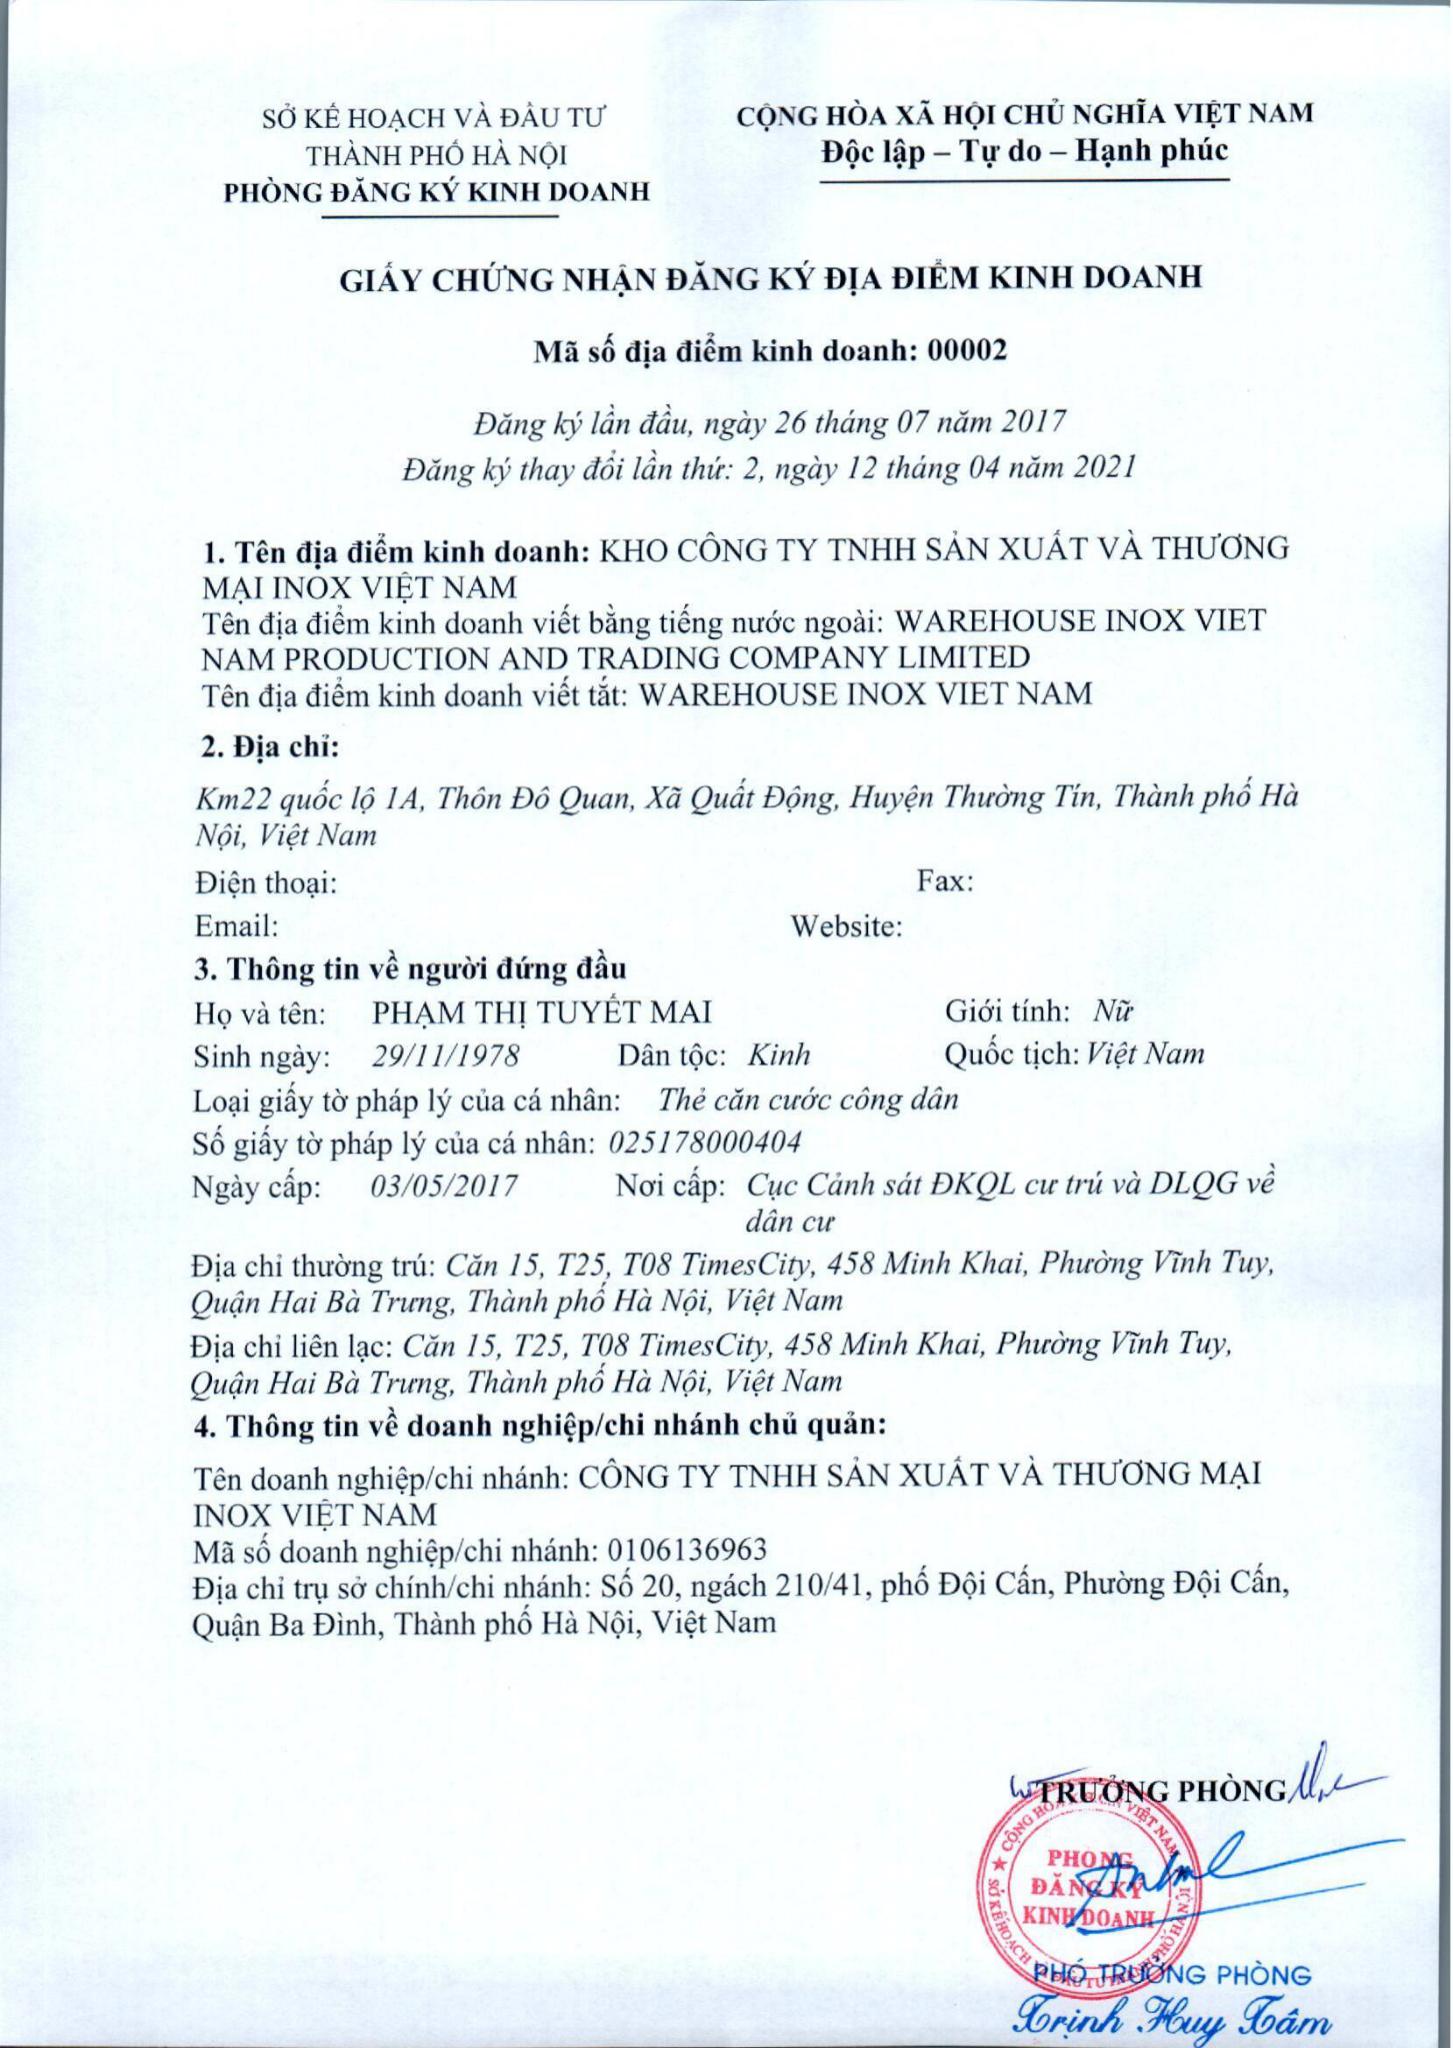 SỞ KẾ HOẠCH VÀ ĐẦU TƯ
THÀNH PHỐ HÀ NỘI
PHÒNG ĐĂNG KÝ KINH DOANH
CỘNG HÒA XÃ HỘI CHỦ NGHĨA VIỆT NAM
Độc lập – Tự do – Hạnh phúc
GIẤY CHỨNG NHẬN ĐĂNG KÝ ĐỊA ĐIỂM KINH DOANH
Mã số địa điểm kinh doanh: 00002
Đăng ký lần đầu, ngày 26 tháng 07 năm 2017
Đăng ký thay đổi lần thứ: 2, ngày 12 tháng 04 năm 2021
1. Tên địa điểm kinh doanh: KHO CÔNG TY TNHH SẢN XUẤT VÀ THƯƠNG
MẠI INOX VIỆT NAM
Tên địa điểm kinh doanh viết bằng tiếng nước ngoài: WAREHOUSE INOX VIET
NAM PRODUCTION AND TRADING COMPANY LIMITED
Tên địa điểm kinh doanh viết tắt: WAREHOUSE INOX VIET NAM
2. Địa chỉ:
Km22 quốc lộ 1A, Thôn Đô Quan, Xã Quất Động, Huyện Thường Tín, Thành phố Hà
Nội, Việt Nam
Điện thoại: Fax:
Email: Website:
3. Thông tin về người đứng đầu
Họ và tên: PHẠM THỊ TUYẾT MAI Giới tính: Nữ
Sinh ngày: 29/11/1978 Dân tộc: Kinh Quốc tịch: Việt Nam
Loại giấy tờ pháp lý của cá nhân: Thẻ căn cước công dân
Số giấy tờ pháp lý của cá nhân: 025178000404
Ngày cấp: 03/05/2017 Nơi cấp: Cục Cảnh sát ĐKQL cư trú và DLQG về
dân cư
Địa chỉ thường trú: Căn 15, T25, T08 TimesCity, 458 Minh Khai, Phường Vĩnh Tuy,
Quận Hai Bà Trưng, Thành phố Hà Nội, Việt Nam
Địa chỉ liên lạc: Căn 15, T25, T08 TimesCity, 458 Minh Khai, Phường Vĩnh Tuy,
Quận Hai Bà Trưng, Thành phố Hà Nội, Việt Nam
4. Thông tin về doanh nghiệp/chi nhánh chủ quản:
Tên doanh nghiệp/chi nhánh: CÔNG TY TNHH SẢN XUẤT VÀ THƯƠNG MẠI
INOX VIỆT NAM
Mã số doanh nghiệp/chi nhánh: 0106136963
Địa chỉ trụ sở chính/chi nhánh: Số 20, ngách 210/41, phố Đội Cấn, Phường Đội Cấn,
Quận Ba Đình, Thành phố Hà Nội, Việt Nam
TRƯỞNG PHÒNG
CỘNG HÒA X.H.C.N VIỆT NAM
PHÒNG
ĐĂNG KÝ
KINH DOANH
SỞ KẾ HOẠCH VÀ ĐẦU TƯ THÀNH PHỐ HÀ NỘI
PHÓ TRƯỞNG PHÒNG
Trịnh Huy Tâm